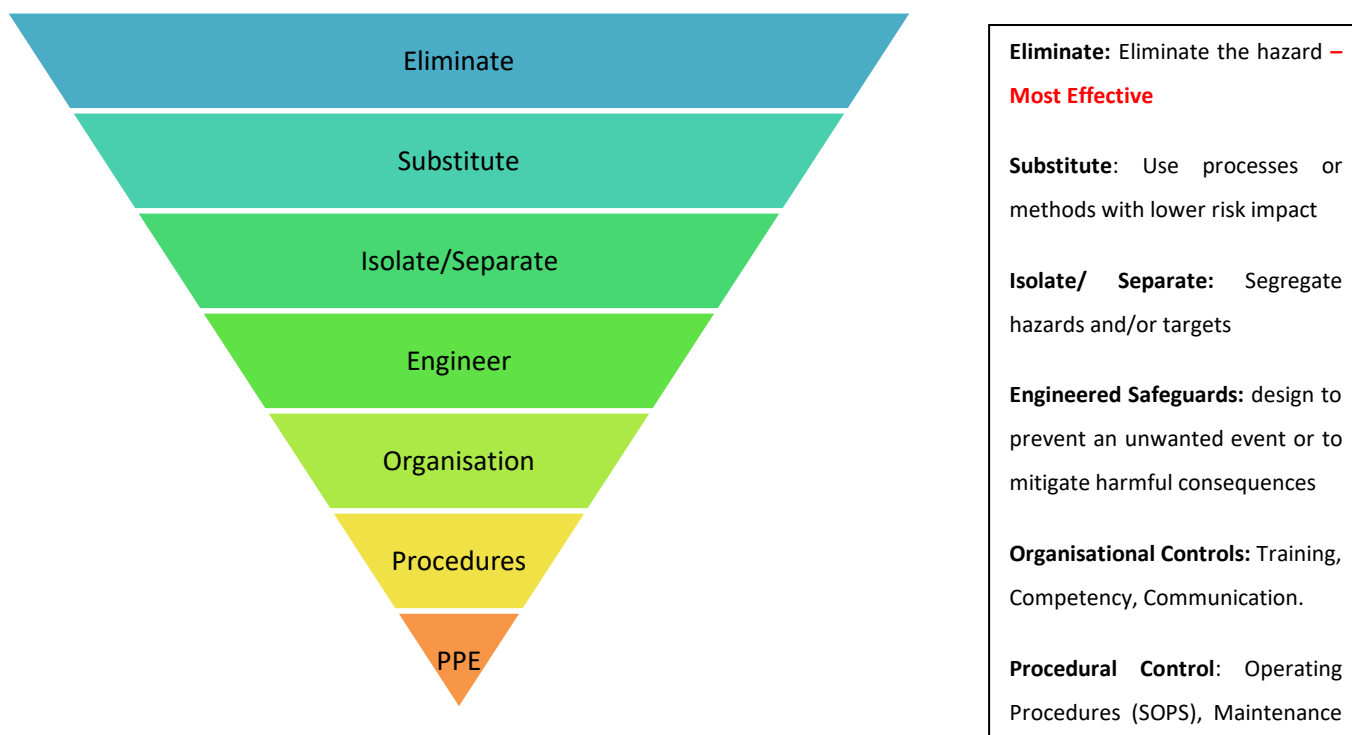 Eliminate
Substitute
Isolate/Separate
Engineer
Organisation
Procedures
PPE
Eliminate: Eliminate the hazard –
Most Effective
Substitute: Use processes or
methods with lower risk impact
Isolate/ Separate: Segregate
hazards and/or targets
Engineered Safeguards: design to
prevent an unwanted event or to
mitigate harmful consequences
Organisational Controls: Training,
Competency, Communication.
Procedural Control: Operating
Procedures (SOPS), Maintenance